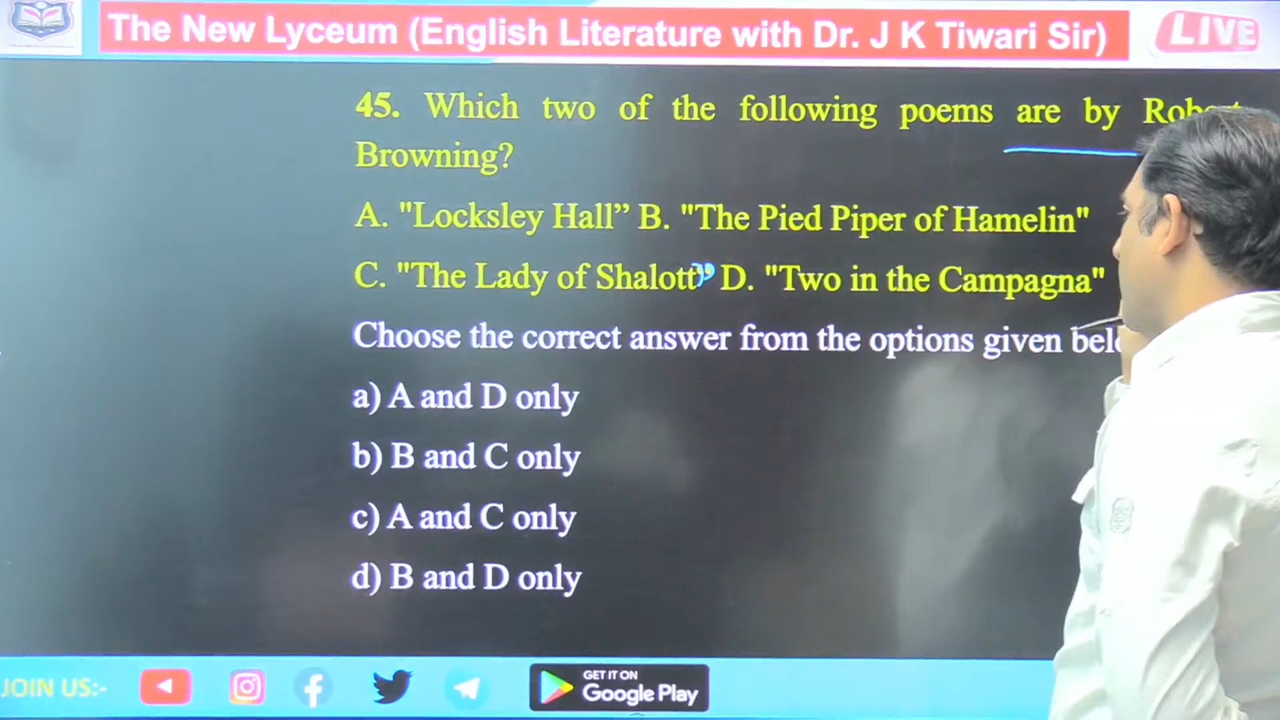 The New Lyceum (English Literature with Dr. J K Tiwari Sir)
LIVE
45. Which two of the following poems are by
Browning?
A. "Locksley Hall” B. "The Pied Piper of Hamelin"
C. "The Lady of Shalott” D. "Two in the Campagna"
Choose the correct answer from the options given
a) A and D only
b) B and C only
c) A and C only
d) B and D only
JOIN US:-
GET IT ON
Google Play